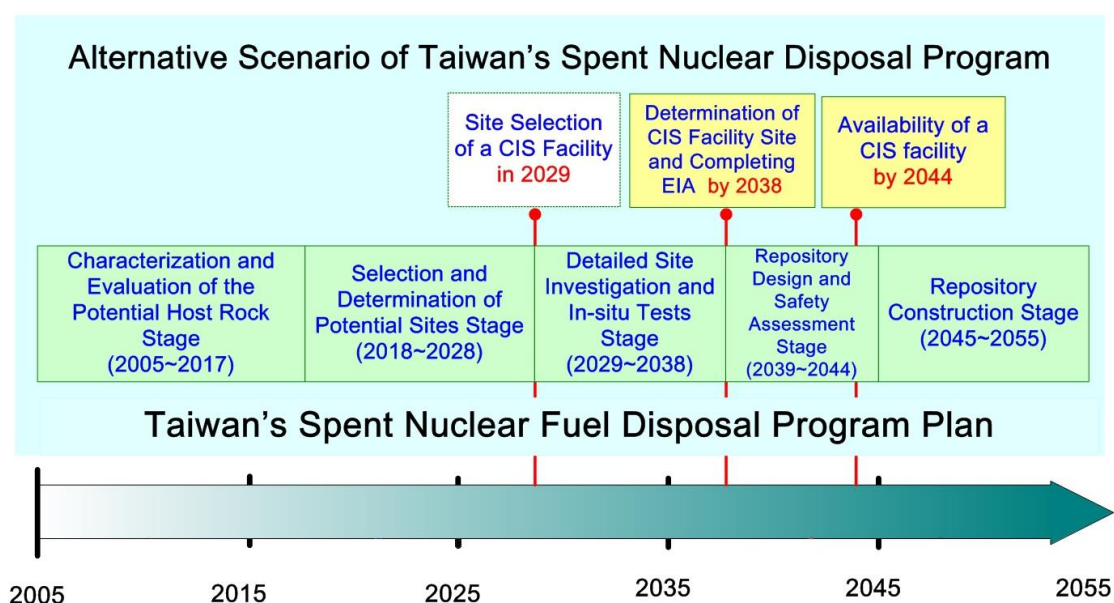 Alternative Scenario of Taiwan's Spent Nuclear Disposal Program
Site Selection
of a CIS Facility
in 2029
Determination of
CIS Facility Site
and Completing
EIA by 2038
Availability of a
CIS facility
by 2044
Characterization and
Evaluation of the
Potential Host Rock
Stage
(2005~2017)
Selection and
Determination of
Potential Sites Stage
(2018~2028)
Detailed Site
Investigation and
In-situ Tests
Stage
(2029~2038)
Repository
Design and
Safety
Assessment
Stage
(2039~2044)
Repository
Construction Stage
(2045~2055)
Taiwan's Spent Nuclear Fuel Disposal Program Plan
2005
2015
2025
2035
2045
2055